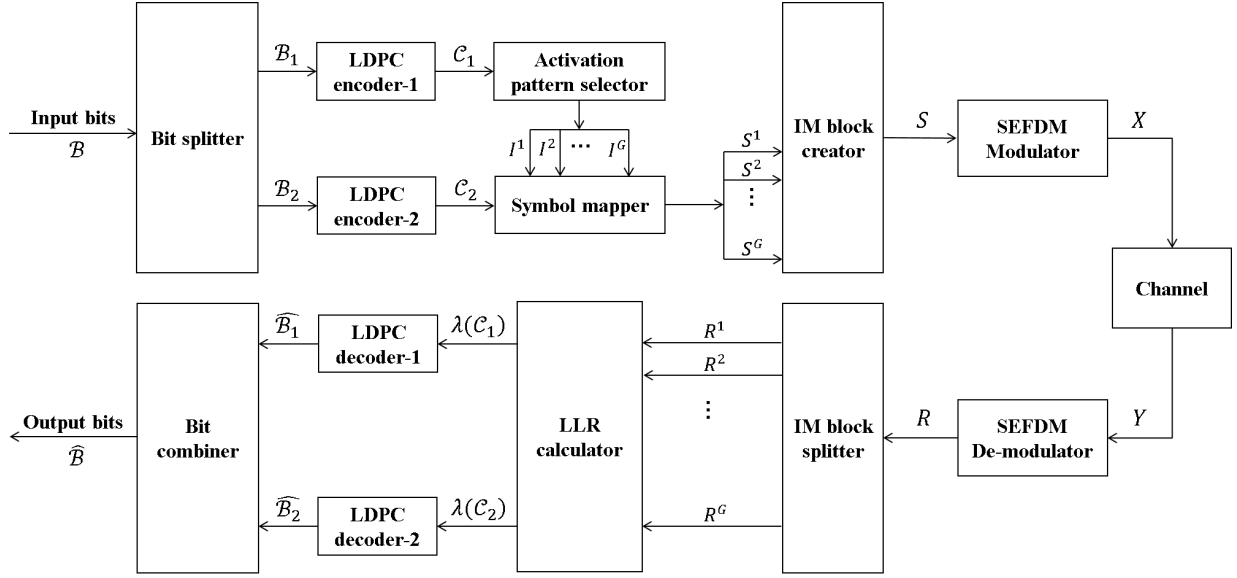 Input bits
ℬ
Bit splitter
ℬ₁
LDPC
encoder-1
𝒞₁
Activation
pattern selector
I¹ I² ⋯ I^G
ℬ₂
LDPC
encoder-2
𝒞₂
Symbol mapper
S¹
S²
⋮
S^G
IM block
creator
S
SEFDM
Modulator
X
Channel
Y
SEFDM
De-modulator
R
IM block
splitter
R¹
R²
⋮
R^G
LLR
calculator
λ(𝒞₁)
LDPC
decoder-1
ℬ̂₁
λ(𝒞₂)
LDPC
decoder-2
ℬ̂₂
Bit
combiner
Output bits
ℬ̂